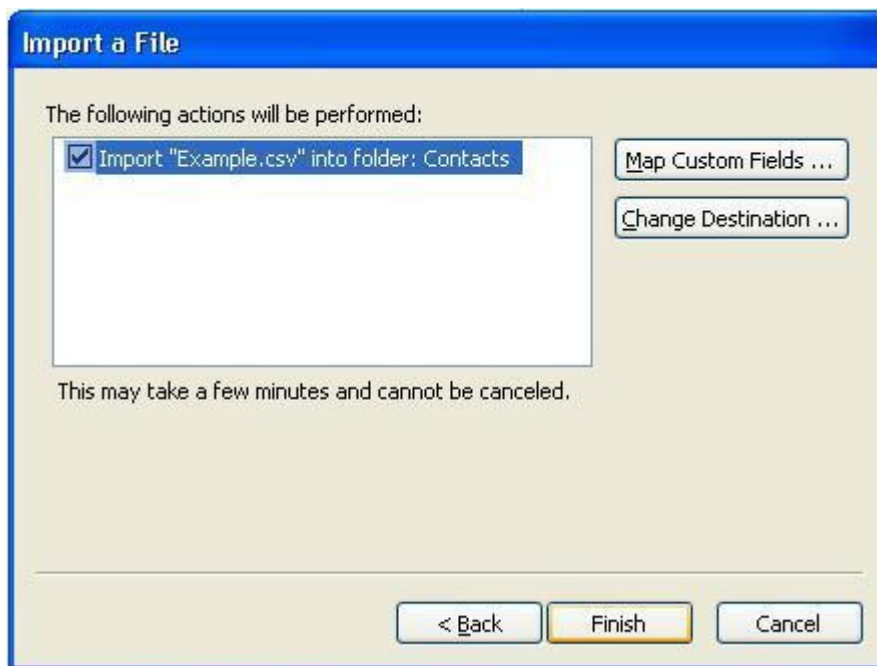 Import a File
The following actions will be performed:
Import "Example.csv" into folder: Contacts
Map Custom Fields ...
Change Destination ...
This may take a few minutes and cannot be canceled.
< Back
Finish
Cancel